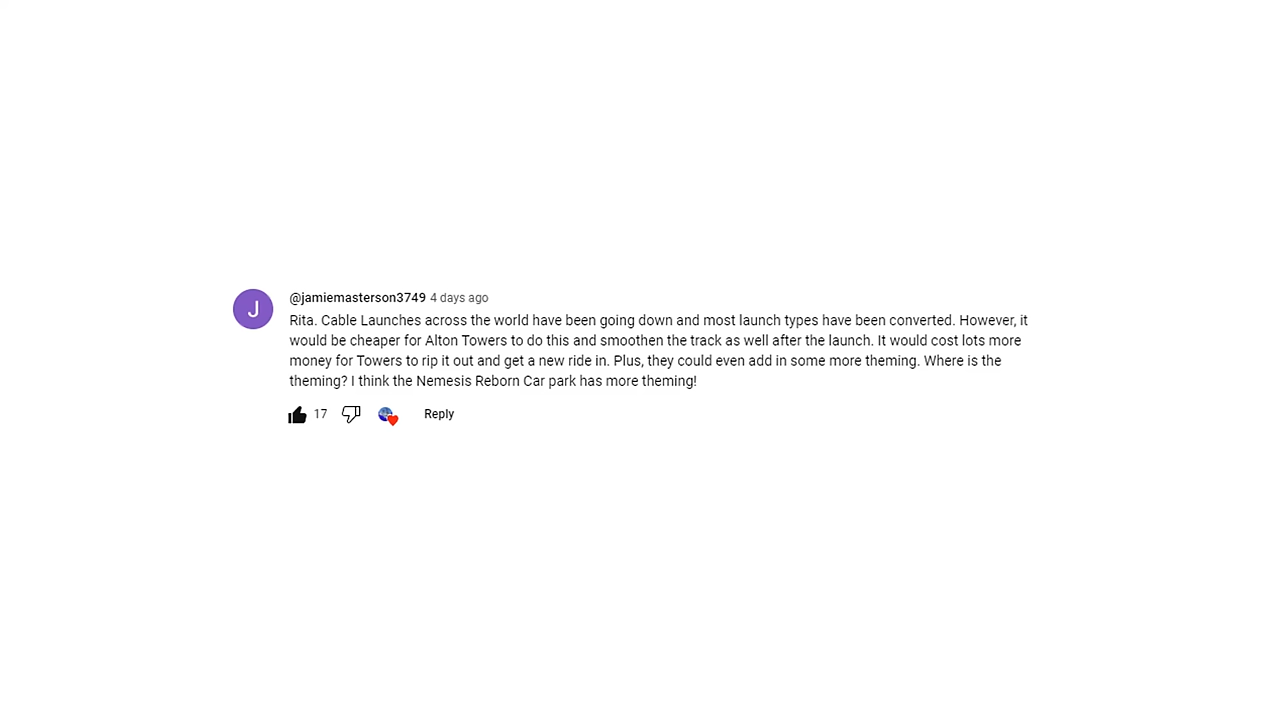 J
@jamiemasterson3749 4 days ago
Rita. Cable Launches across the world have been going down and most launch types have been converted. However, it
would be cheaper for Alton Towers to do this and smoothen the track as well after the launch. It would cost lots more
money for Towers to rip it out and get a new ride in. Plus, they could even add in some more theming. Where is the
theming? I think the Nemesis Reborn Car park has more theming!
17 Reply